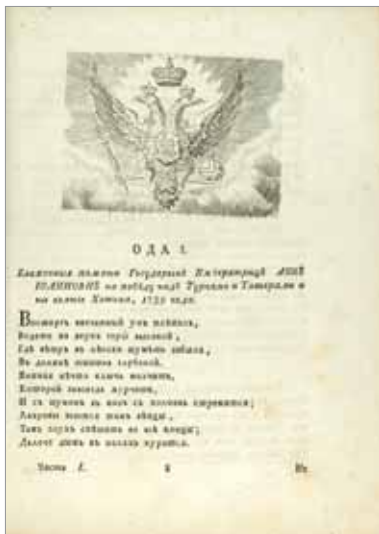 ОДА I.
Блаженныя памяти Государынѣ Императрицѣ АННѢ
ІОАННОВНѢ на побѣду надъ Турками и Татарами и
на взятіе Хотина, 1739 года.
Восторгъ внезапный умъ плѣнилъ,
Ведетъ на верьхъ горы высокой,
Гдѣ вѣтръ въ лѣсахъ шумѣть забылъ,
Въ долинѣ тишина глубокой.
Внимая нѣчто ключь молчитъ,
Которой завсегда журчитъ,
И съ шумомъ въ низъ съ холмовъ стремится;
Лавровы вьются тамъ вѣнцы,
Тамъ слухъ спѣшитъ во всѣ концы;
Далече дымъ въ поляхъ курится.
Часть I.